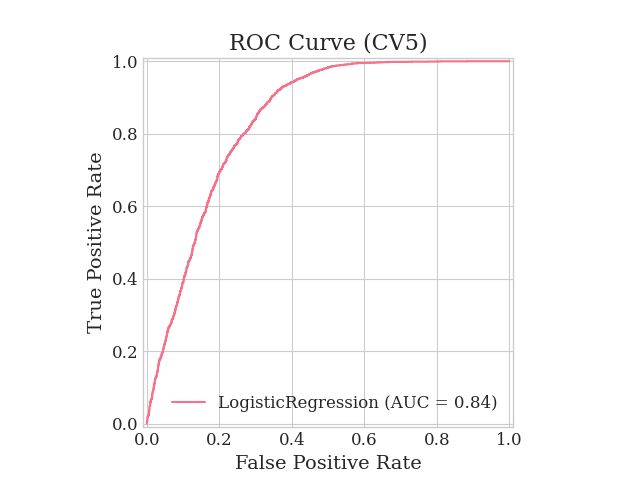 ROC Curve (CV5)
1.0
0.8
0.6
0.4
0.2
0.0
True Positive Rate
LogisticRegression (AUC = 0.84)
0.0 0.2 0.4 0.6 0.8 1.0
False Positive Rate